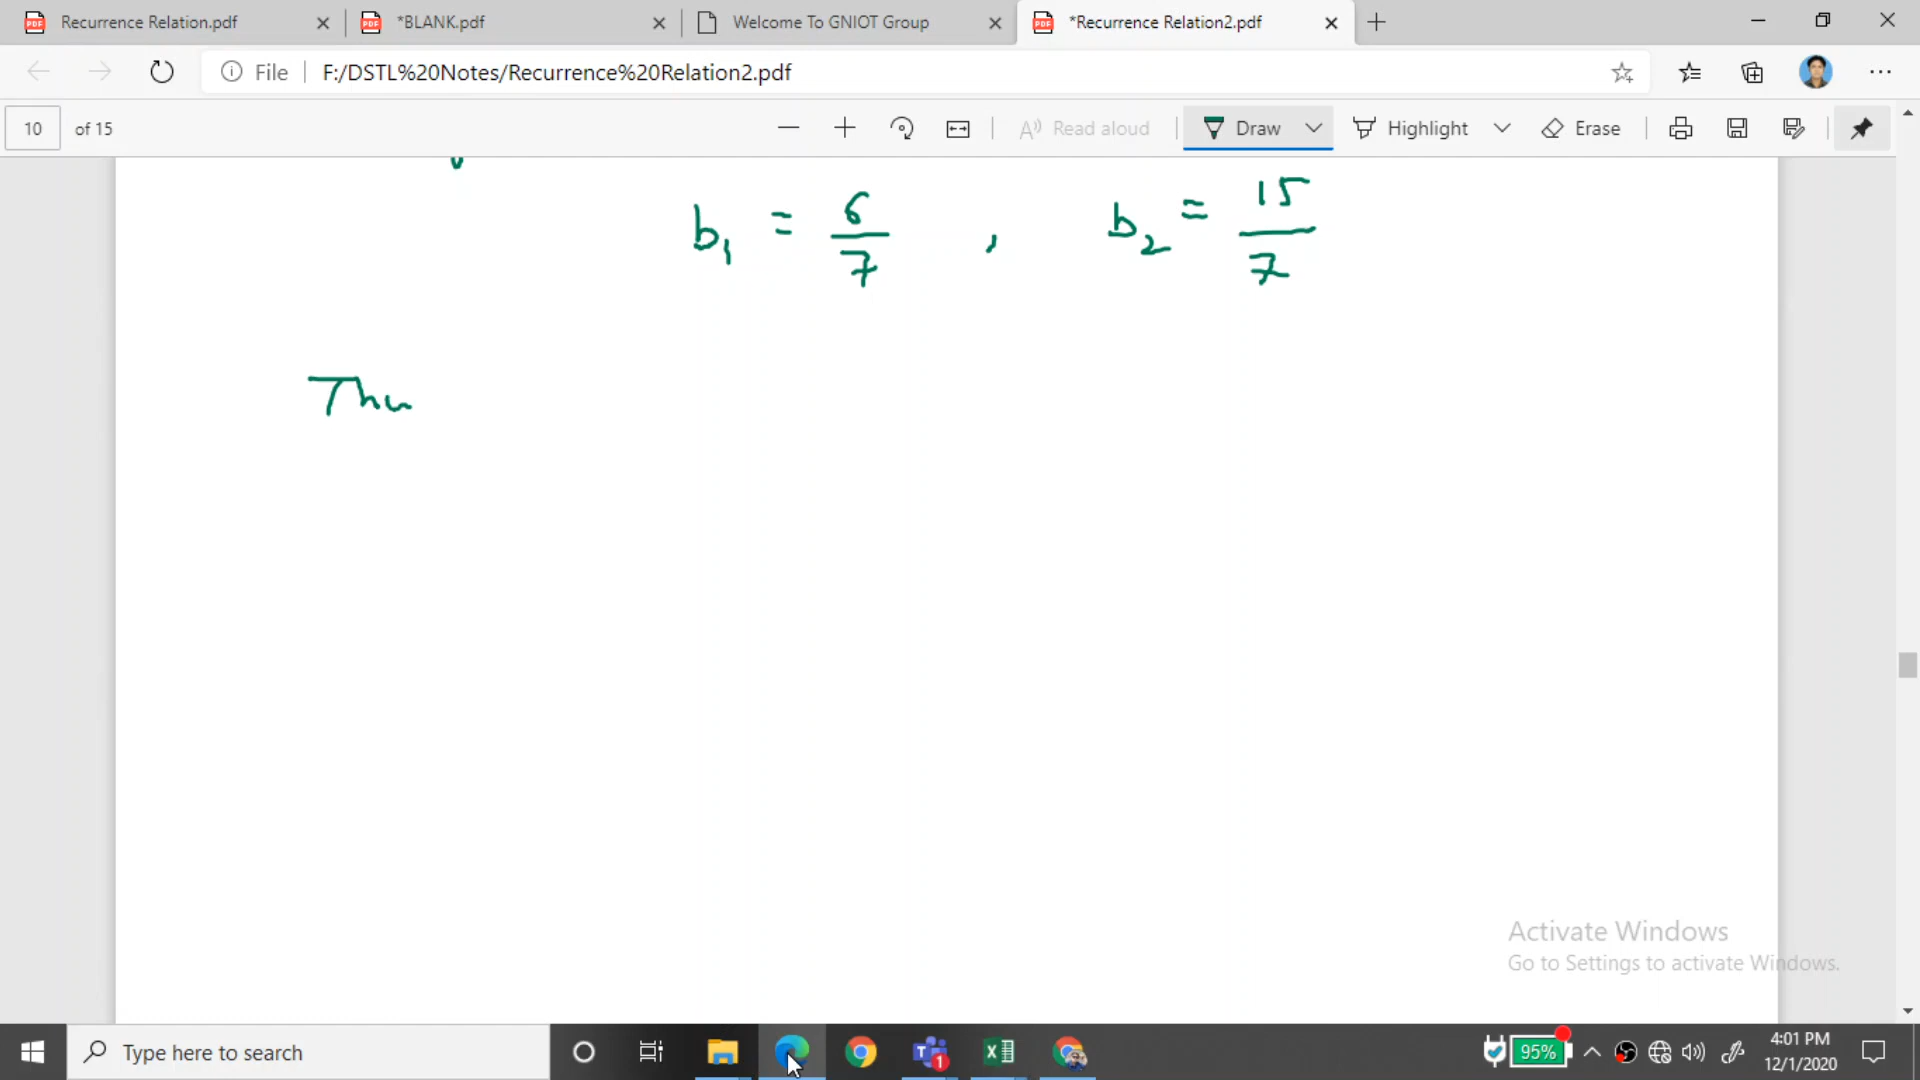 Recurrence Relation.pdf
*BLANK.pdf
Welcome To GNIOT Group
*Recurrence Relation2.pdf
File F:/DSTL%20Notes/Recurrence%20Relation2.pdf
10 of 15
Read aloud
Draw
Highlight
Erase
b₁ = 6/7 , b₂ = 15/7
Thu
Activate Windows
Go to Settings to activate Windows.
Type here to search
1
95%
4:01 PM
12/1/2020